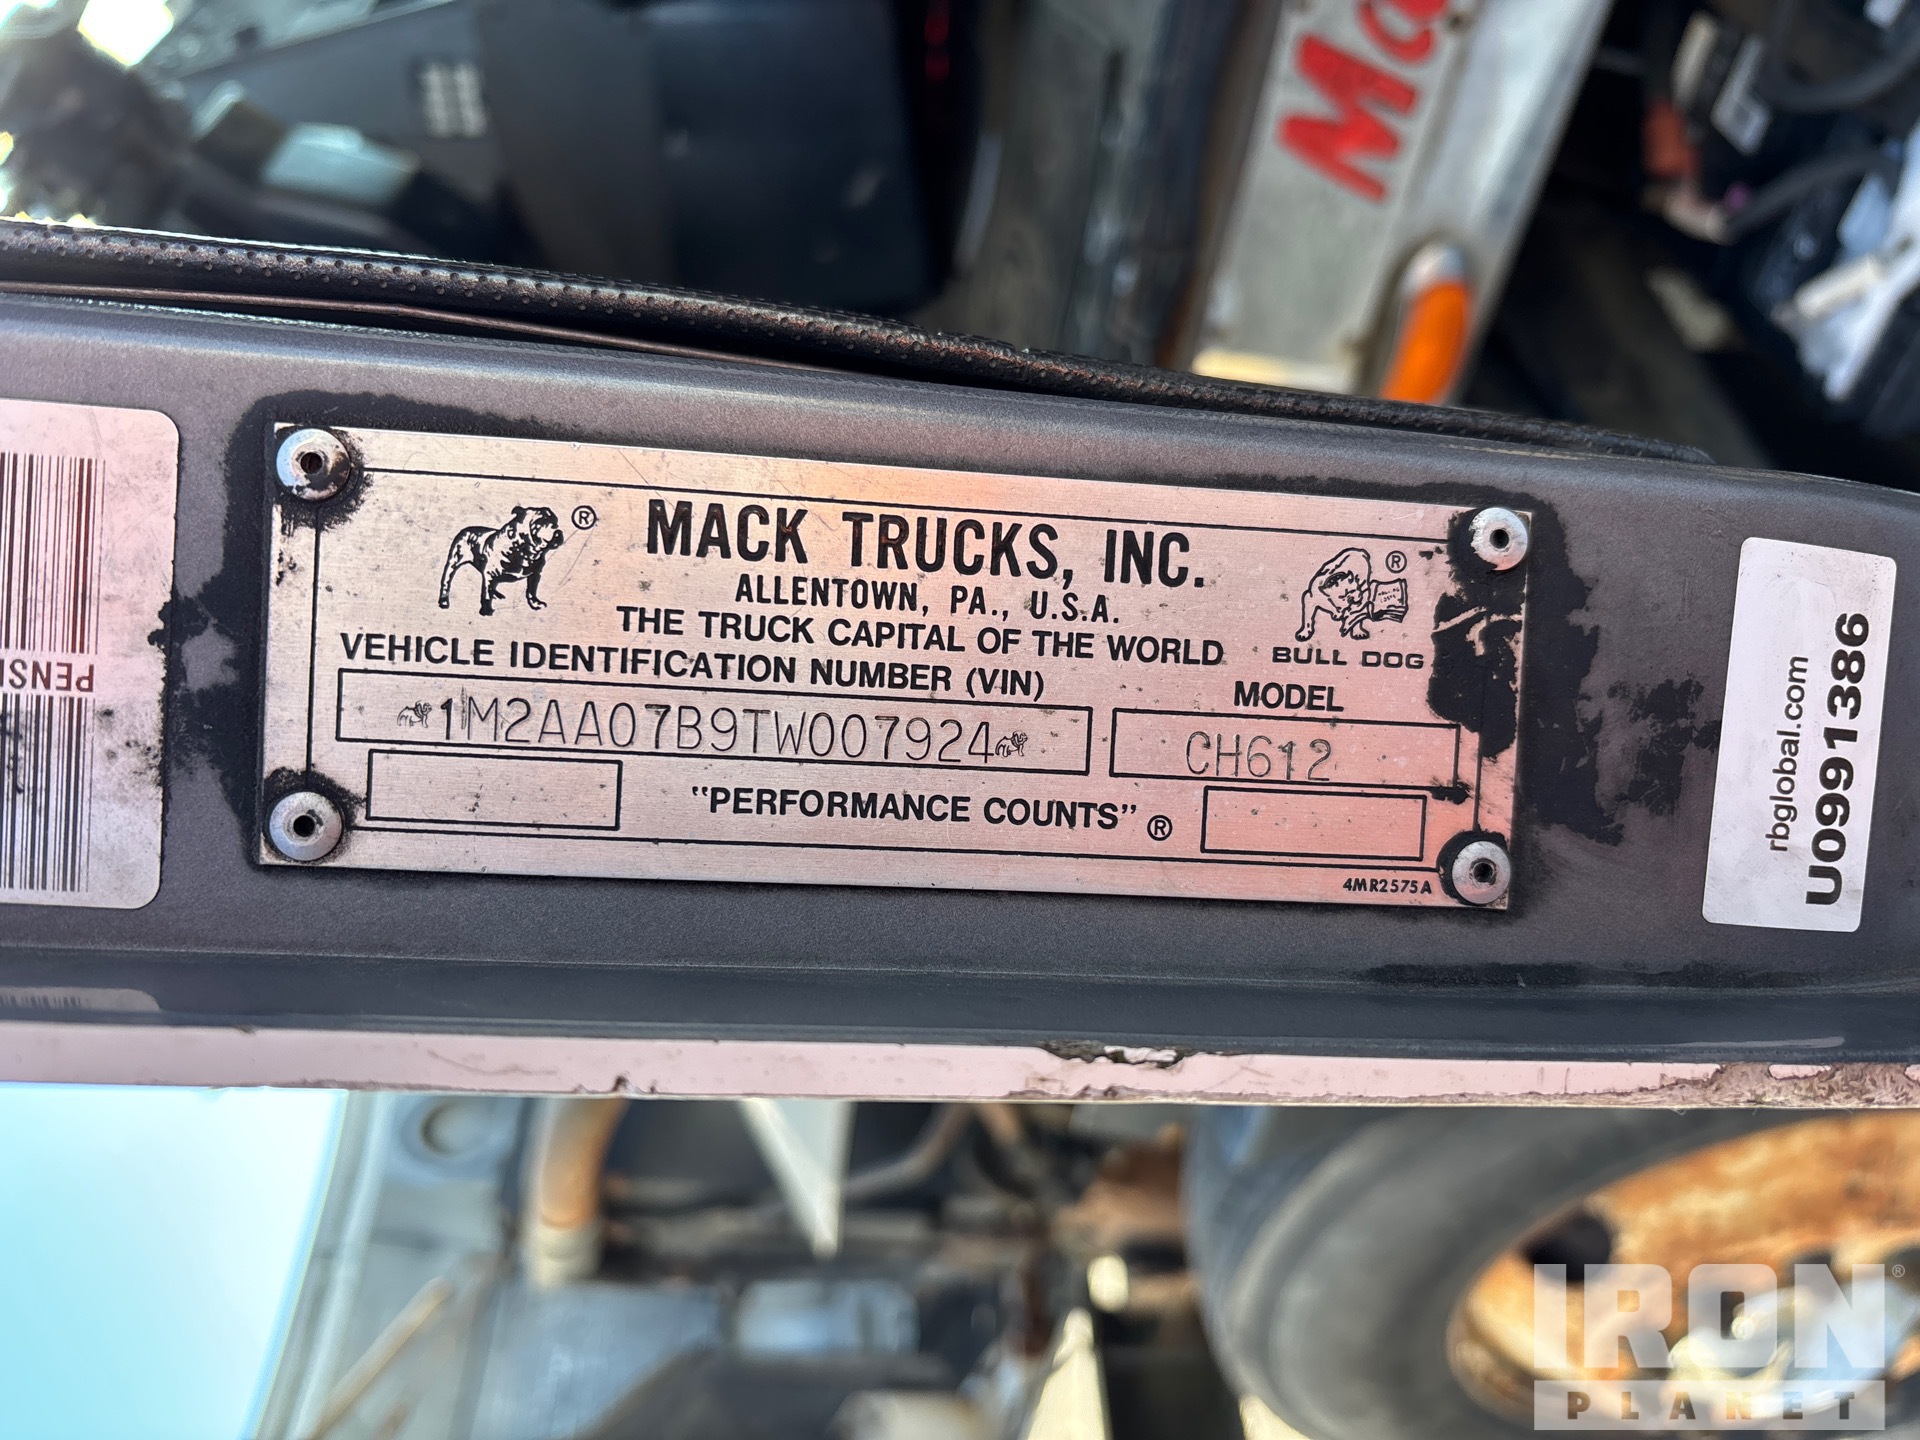 Ma
MACK TRUCKS, INC.
ALLENTOWN, PA., U.S.A.
THE TRUCK CAPITAL OF THE WORLD
®
®
BULL DOG
VEHICLE IDENTIFICATION NUMBER (VIN)
MODEL
1M2AA07B9TW007924
CH612
"PERFORMANCE COUNTS" ®
4MR2575A
PENS
rbglobal.com
U0991386
IRON®
PLANET